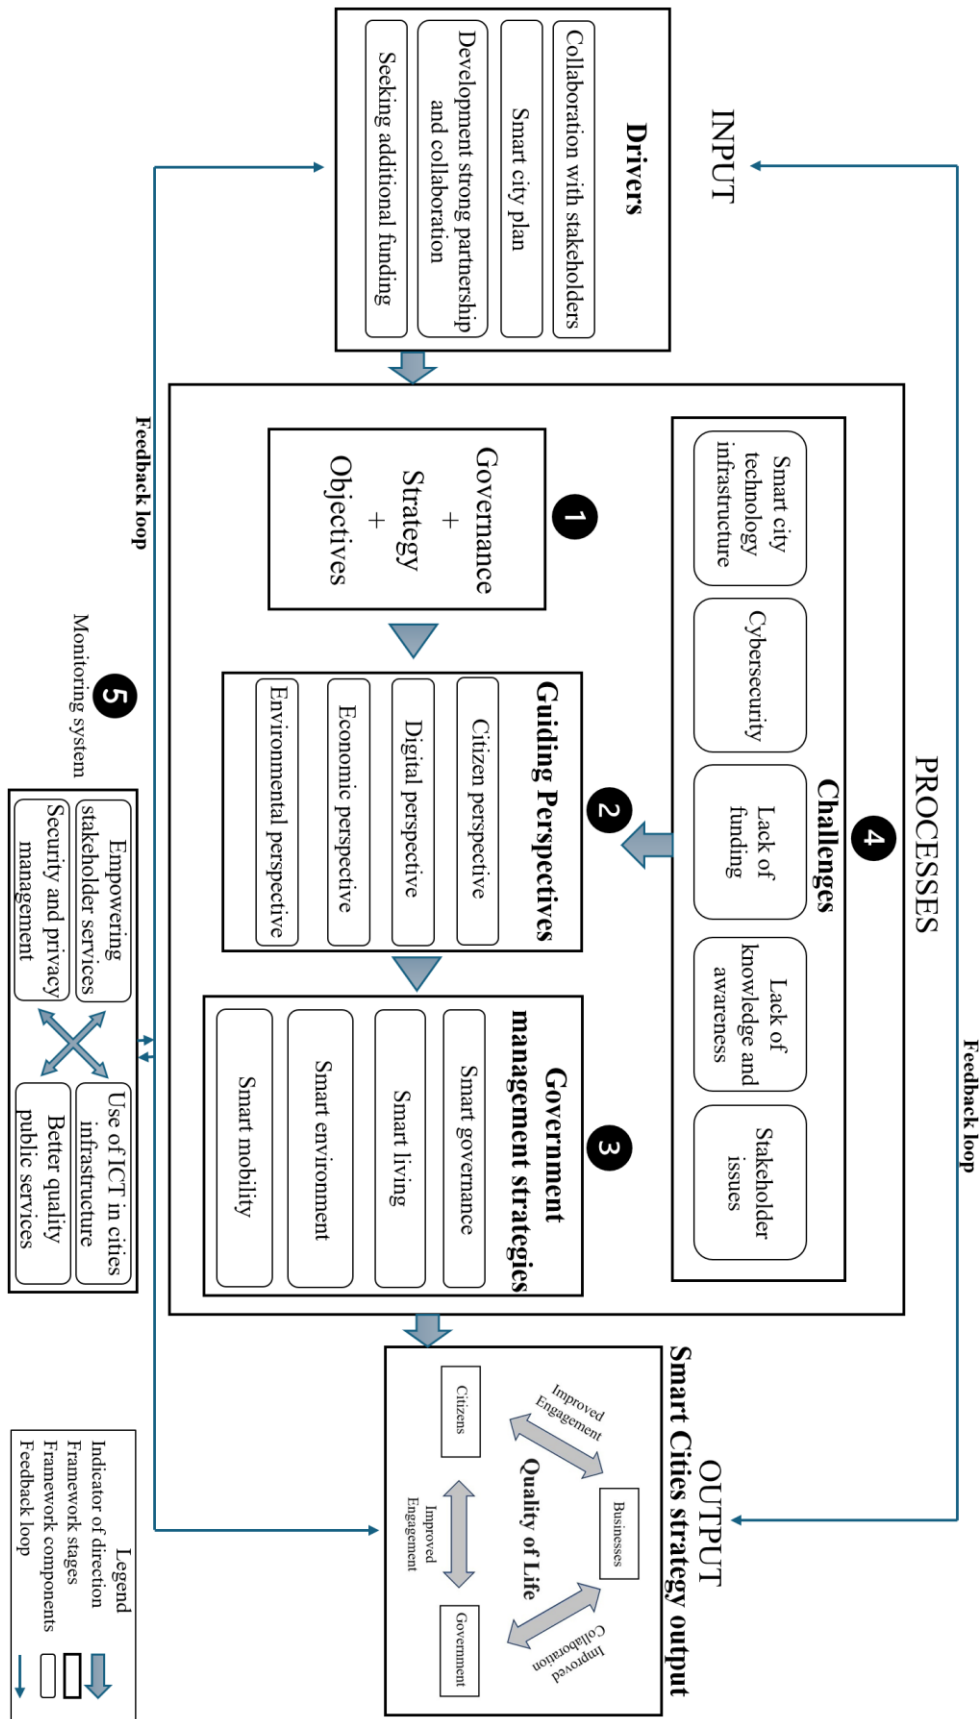 INPUT
Drivers
Collaboration with stakeholders
Smart city plan
Development strong partnership
and collaboration
Seeking additional funding
PROCESSES
4
Challenges
Smart city
technology
infrastructure
Cybersecurity
Lack of
funding
Lack of
knowledge and
awareness
Stakeholder
issues
1
Governance
+
Strategy
+
Objectives
2
Guiding Perspectives
Citizen perspective
Digital perspective
Economic perspective
Environmental perspective
3
Government
management strategies
Smart governance
Smart living
Smart environment
Smart mobility
OUTPUT
Smart Cities strategy output
Businesses
Improved
Engagement
Improved
Collaboration
Quality of Life
Citizens
Improved
Engagement
Government
Feedback loop
Feedback loop
5
Monitoring system
Empowering
stakeholder services
Security and privacy
management
Use of ICT in cities
infrastructure
Better quality
public services
Legend
Indicator of direction
Framework stages
Framework components
Feedback loop